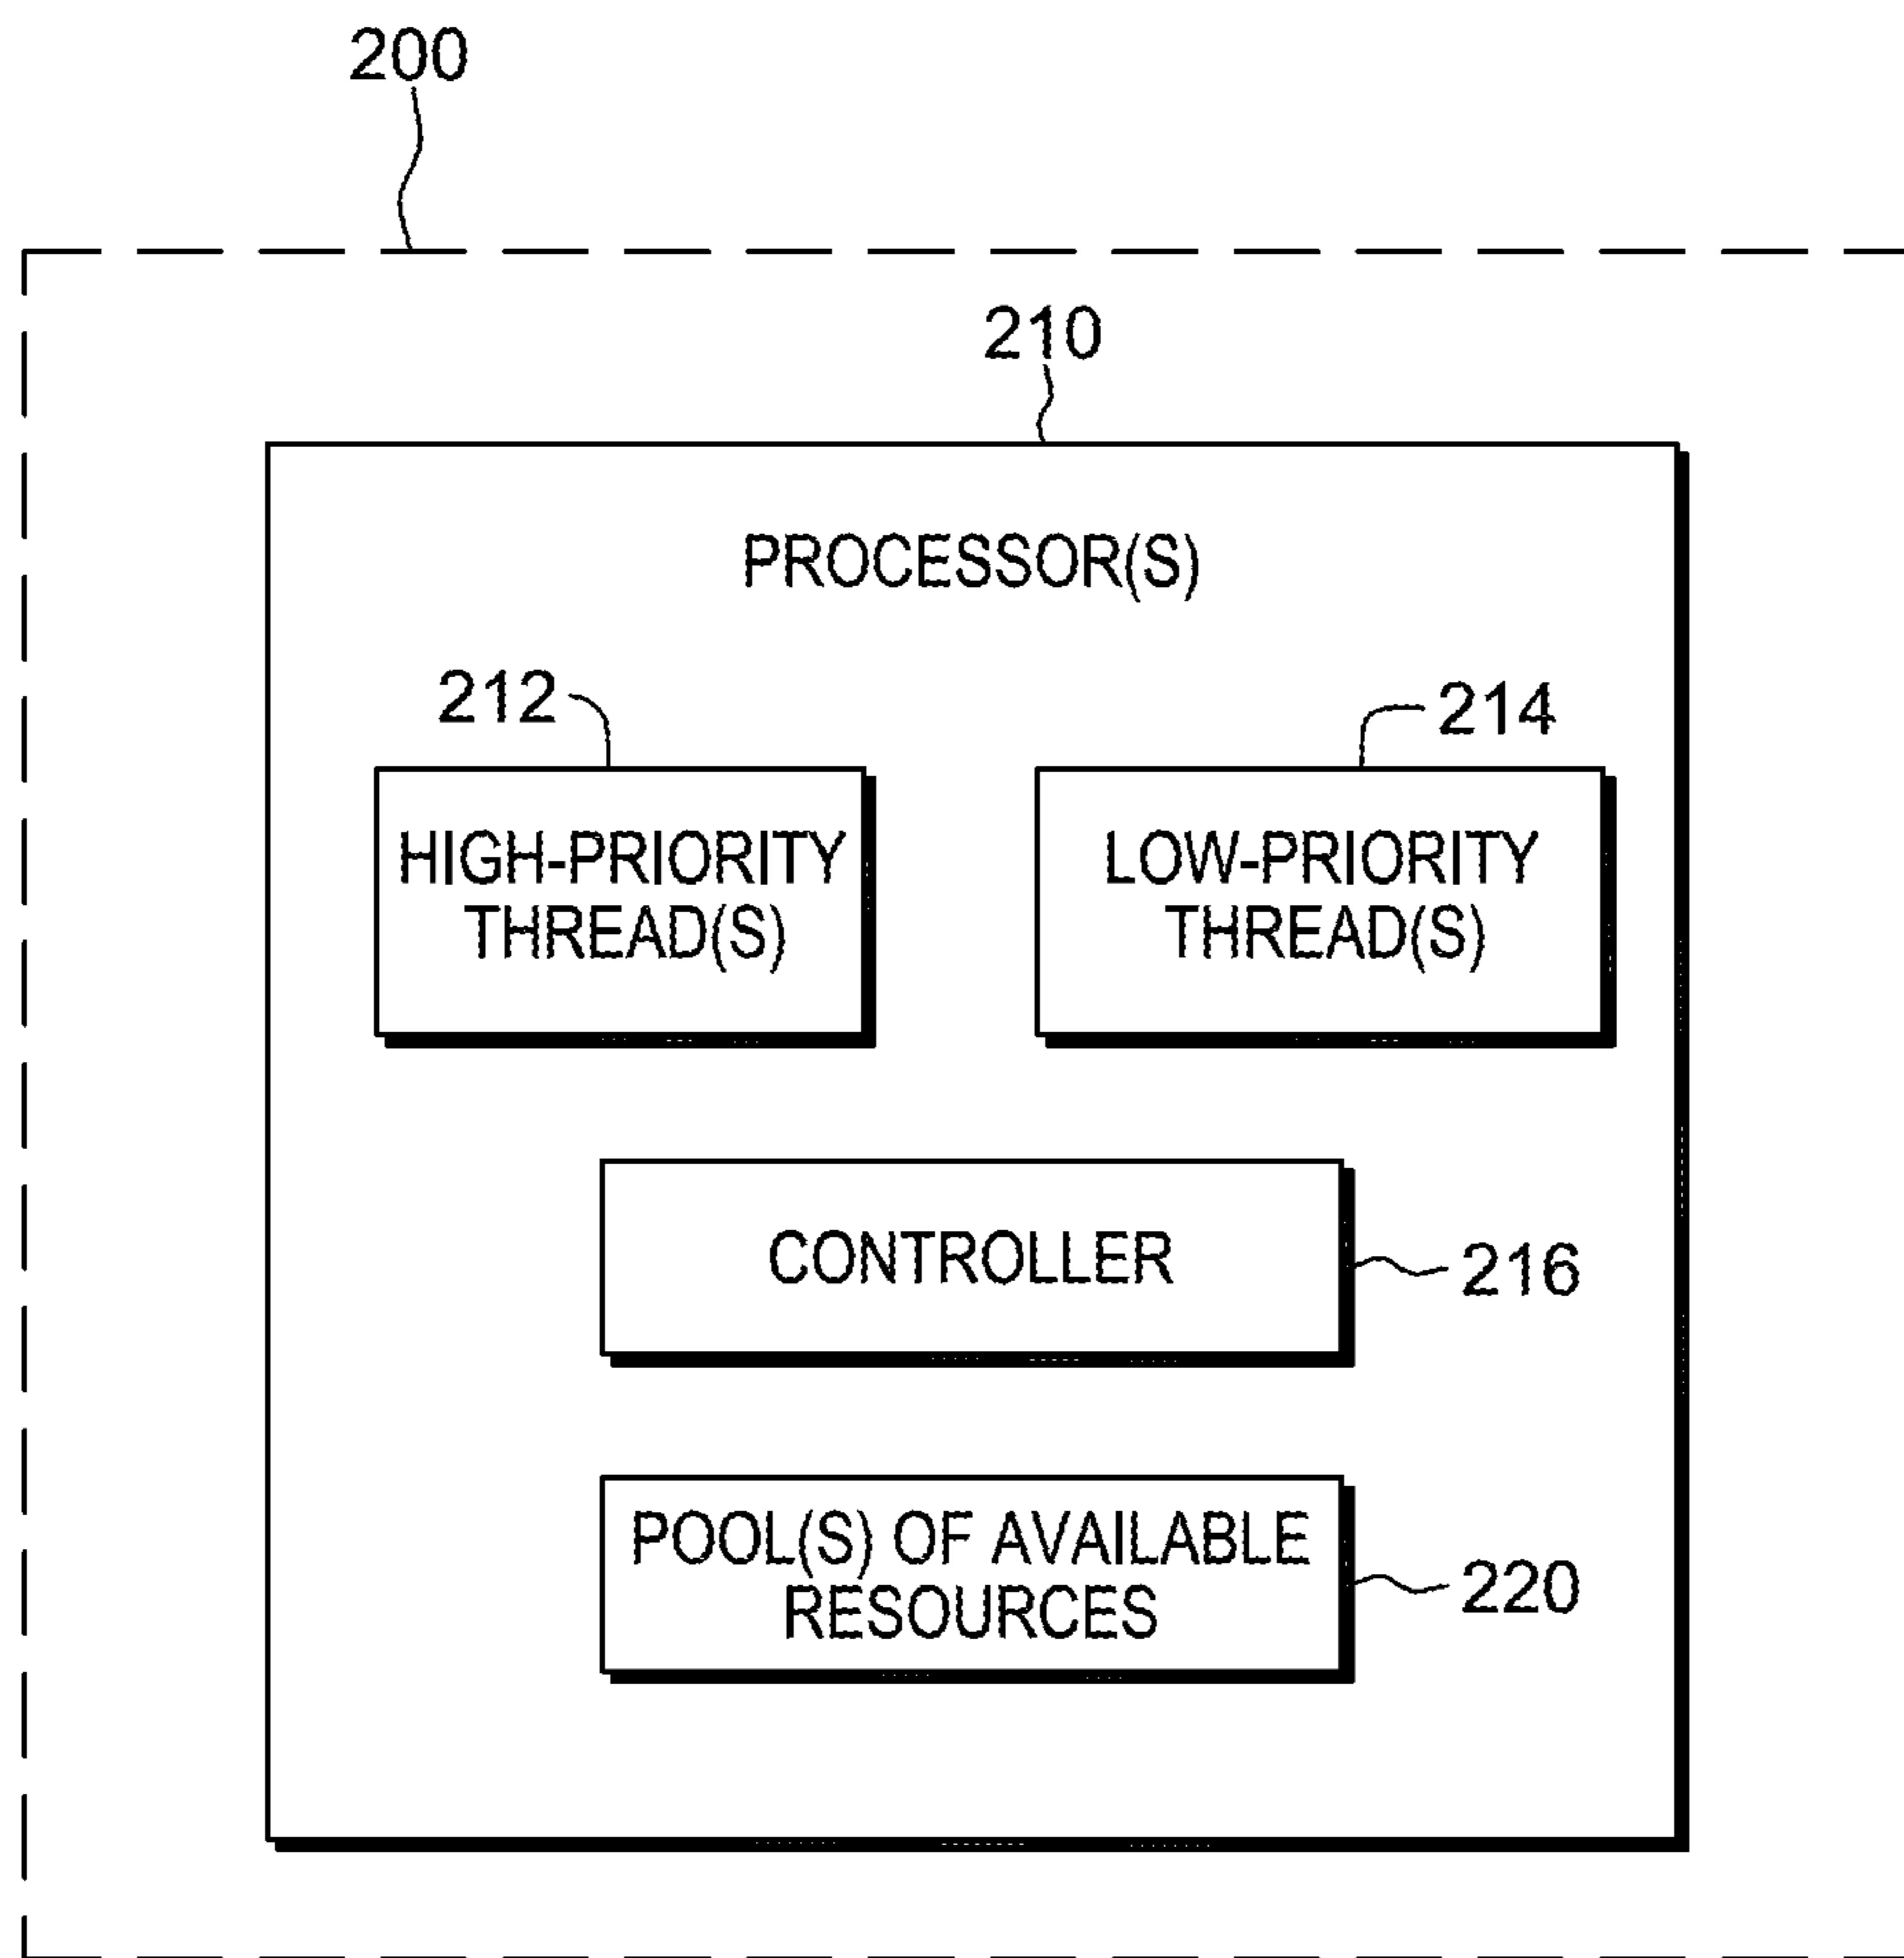 200
210
PROCESSOR(S)
212
214
HIGH-PRIORITY
THREAD(S)
LOW-PRIORITY
THREAD(S)
CONTROLLER
216
POOL(S) OF AVAILABLE
RESOURCES
220